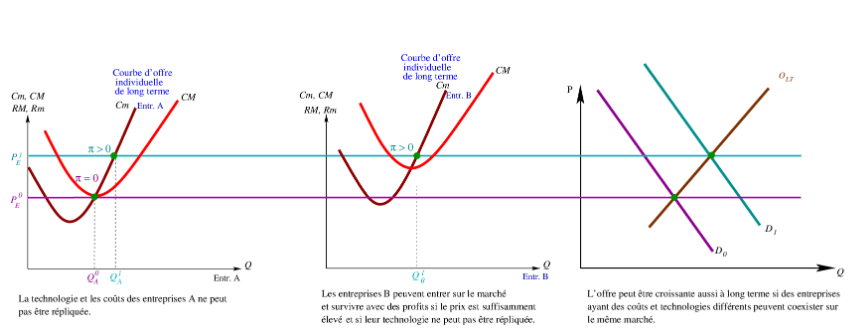 Courbe d'offre
individuelle
de long terme
Cm, CM
RM, Rm
Cm
Entr. A
CM
π > 0
π = 0
P_E^1
P_E^0
Q
Q_A^0
Q_A^1
Entr. A
La technologie et les coûts des entreprises A ne peut
pas être répliquée.
Courbe d'offre
individuelle
de long terme
Cm, CM
RM, Rm
Cm
Entr. B
CM
π > 0
Q
Q_B^1
Entr. B
Les entreprises B peuvent entrer sur le marché
et survivre avec des profits si le prix est suffisamment
élevé et si leur technologie ne peut pas être répliquée.
P
O_LT
D_1
D_0
Q
L'offre peut être croissante aussi à long terme si des entreprises
ayant des coûts et technologies différents peuvent coexister sur
le même marché.